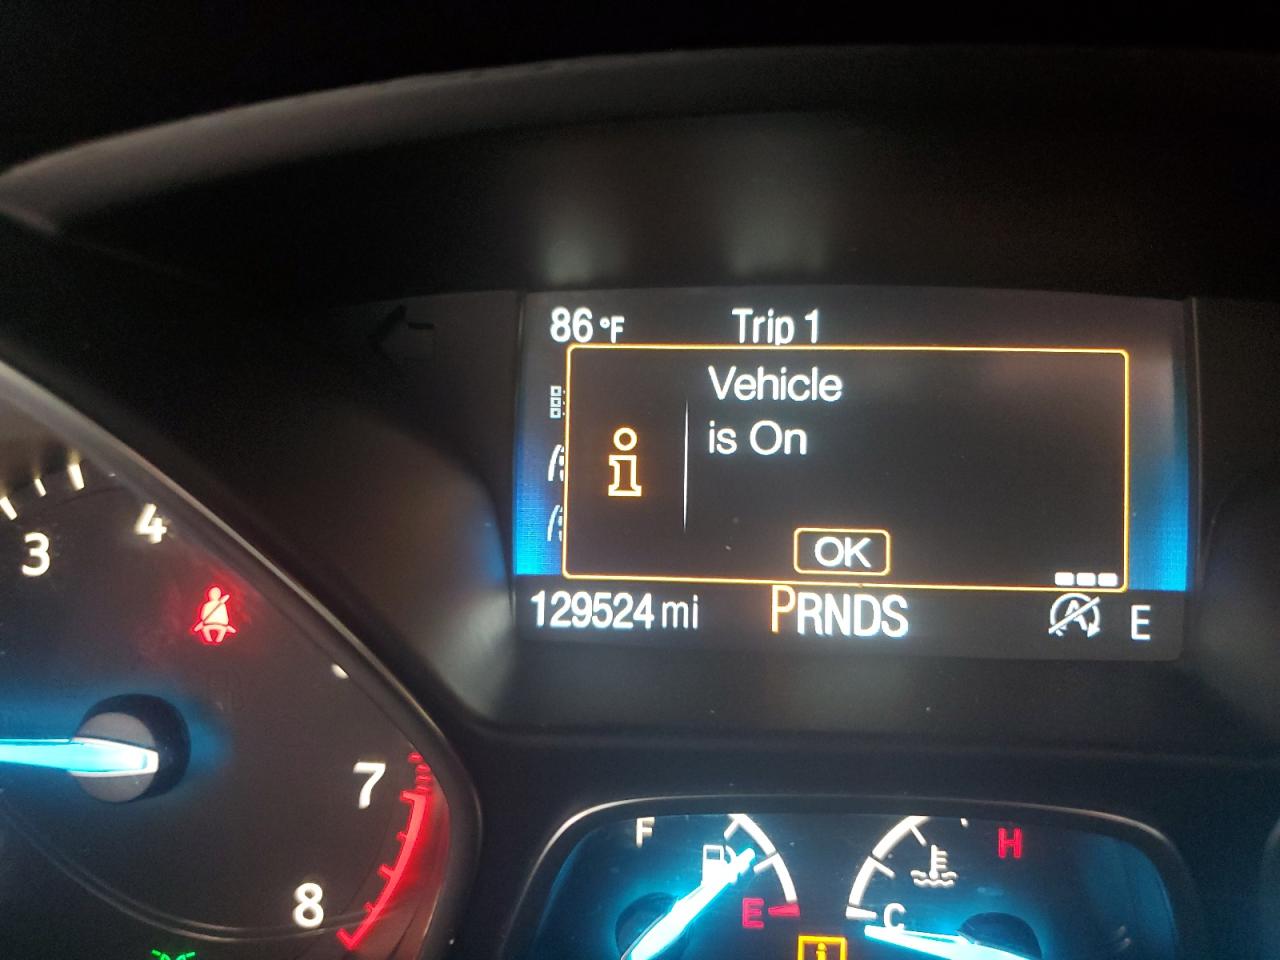 86 °F Trip 1
Vehicle
is On
OK
129524 mi PRNDS E
3
4
7
8
F
E
H
C